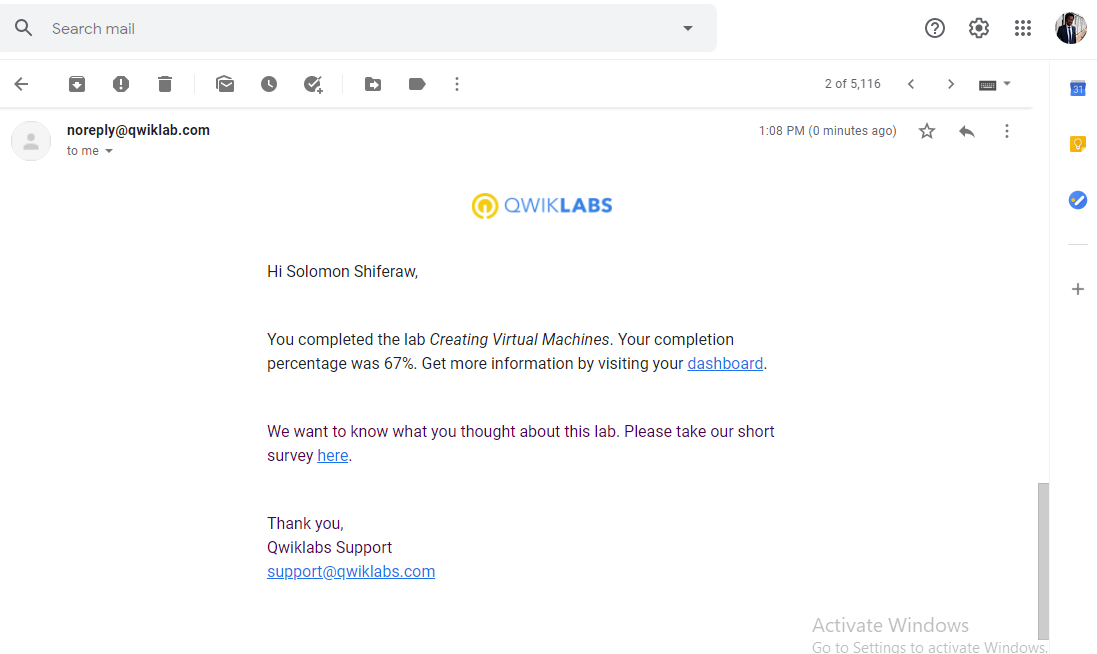 Search mail
2 of 5,116
31
noreply@qwiklab.com
1:08 PM (0 minutes ago)
to me
QWIKLABS
Hi Solomon Shiferaw,
You completed the lab Creating Virtual Machines. Your completion
percentage was 67%. Get more information by visiting your dashboard.
We want to know what you thought about this lab. Please take our short
survey here.
Thank you,
Qwiklabs Support
support@qwiklabs.com
Activate Windows
Go to Settings to activate Windows.